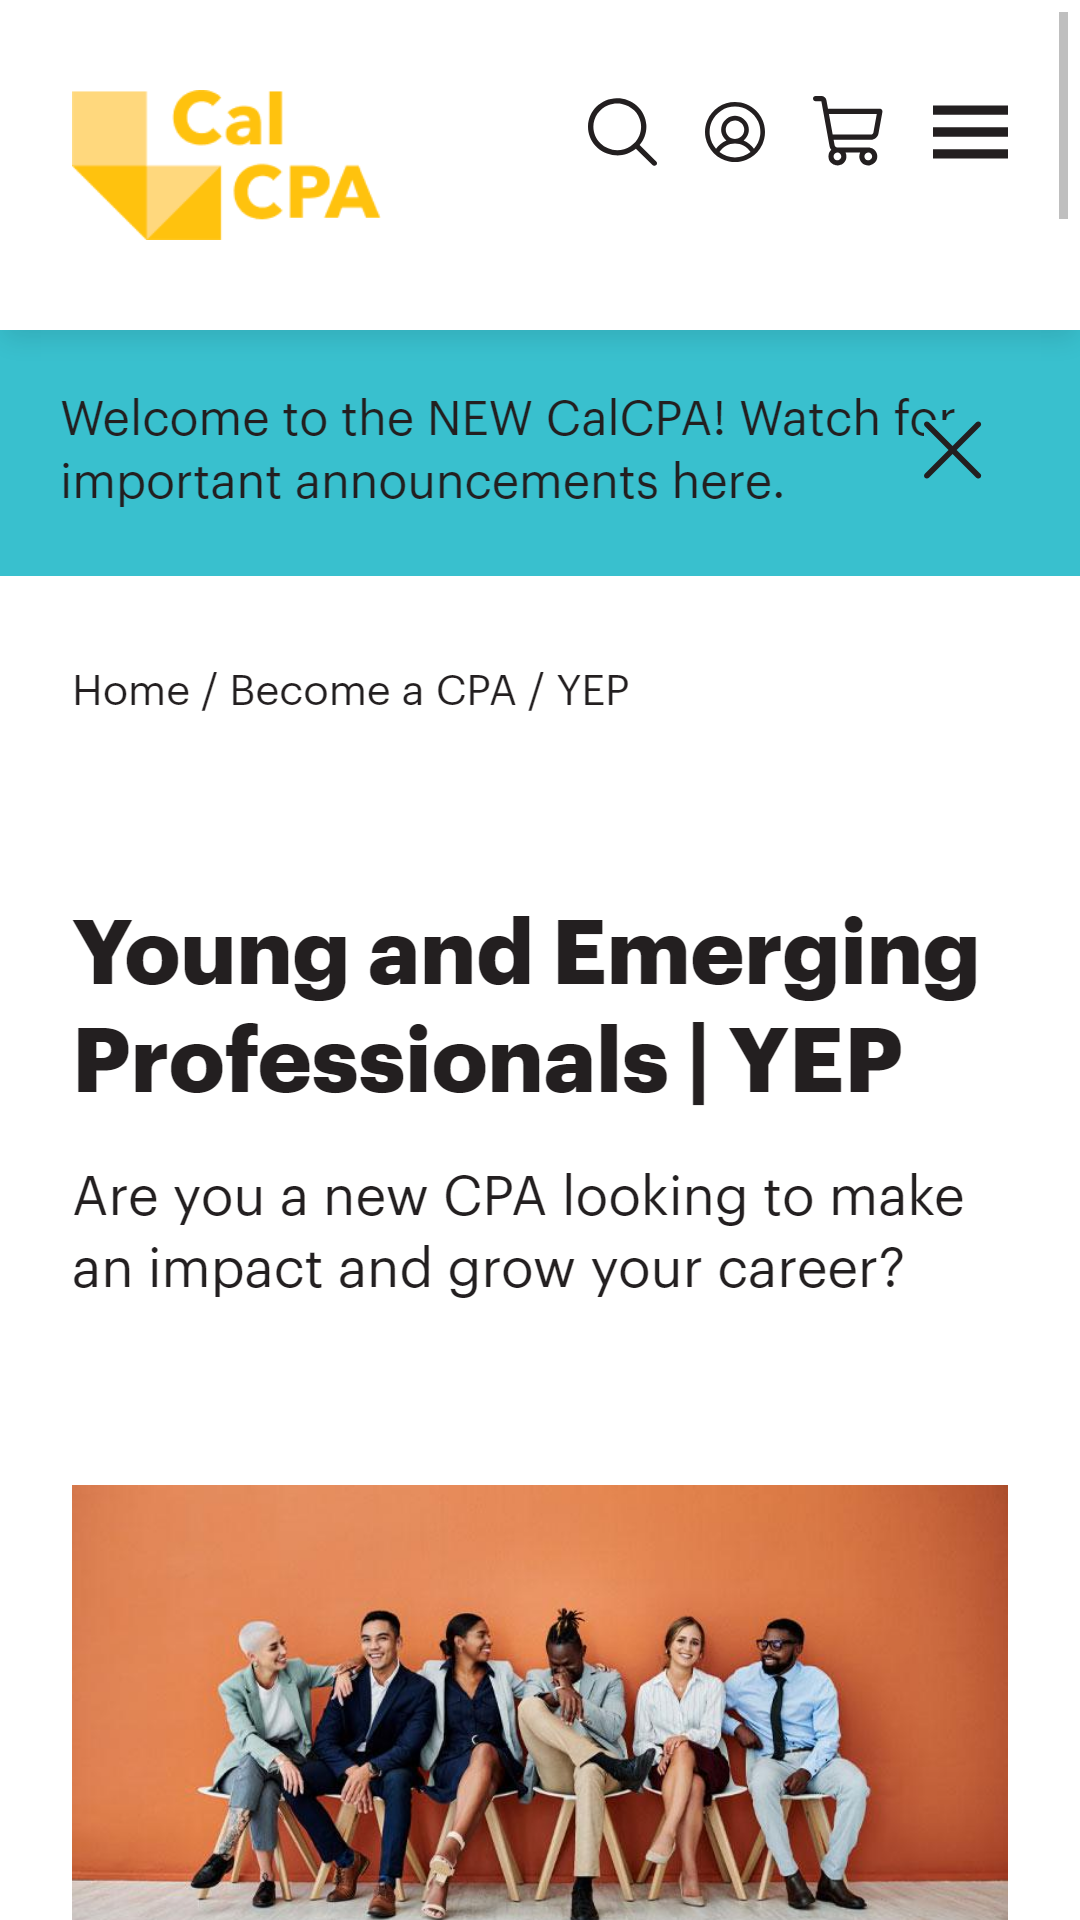 Cal
CPA
Welcome to the NEW CalCPA! Watch for
important announcements here.
Home / Become a CPA / YEP
Young and Emerging
Professionals | YEP
Are you a new CPA looking to make
an impact and grow your career?